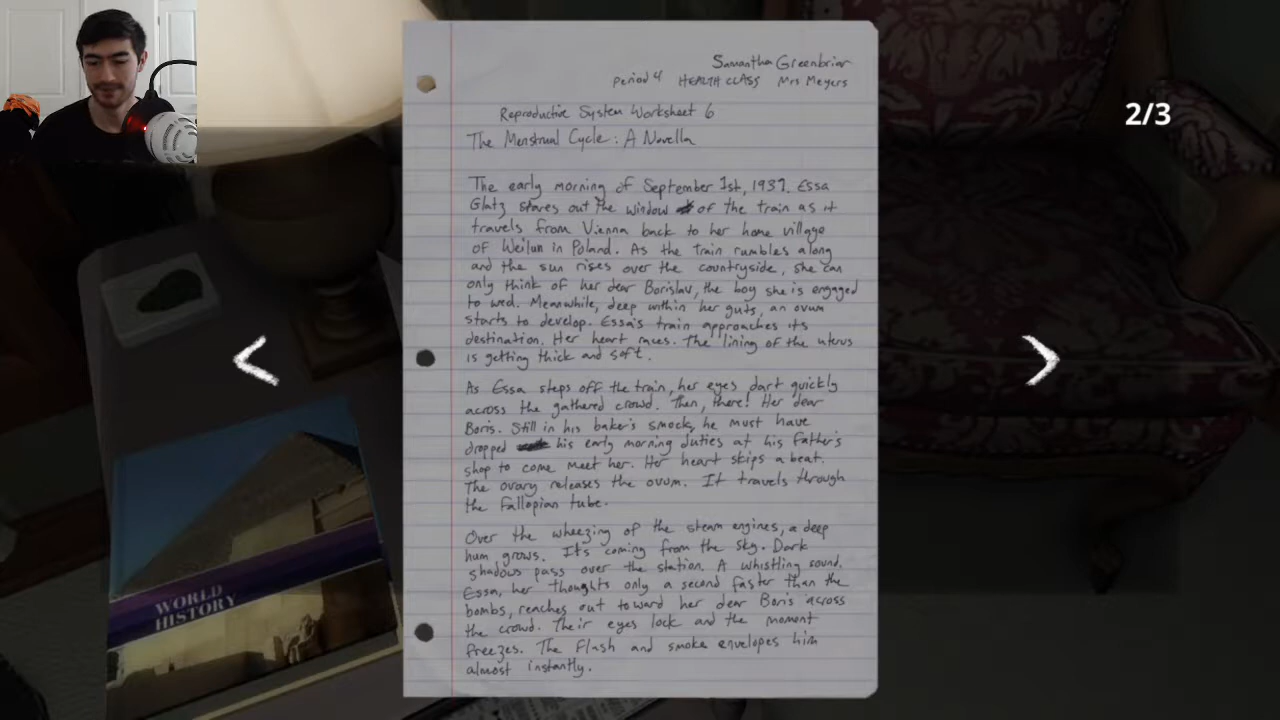 2/3
Samantha Greenbriar
Period 4 HEALTH CLASS Mrs Meyers
Reproductive System Worksheet 6
The Menstrual Cycle: A Novella
The early morning of September 1st, 1939. Essa
Glatz stares out the window of the train as it
travels from Vienna back to her home village
of Weilun in Poland. As the train rumbles along
and the sun rises over the countryside, she can
only think of her dear Borislav, the boy she is engaged
to wed. Meanwhile, deep within her guts, an ovum
starts to develop. Essa's train approaches its
destination. Her heart races. The lining of the uterus
is getting thick and soft.
As Essa steps off the train, her eyes dart quickly
across the gathered crowd. Then, there! Her dear
Boris. Still in his baker's smock, he must have
dropped his early morning duties at his father's
shop to come meet her. Her heart skips a beat.
The ovary releases the ovum. It travels through
the fallopian tube.
Over the wheezing of the steam engines, a deep
hum grows. It's coming from the sky. Dark
shadows pass over the station. A whistling sound.
Essa, her thoughts only a second faster than the
bombs, reaches out toward her dear Boris across
the crowd. Their eyes lock and the moment
freezes. The flash and smoke envelopes him
almost instantly.
WORLD
HISTORY